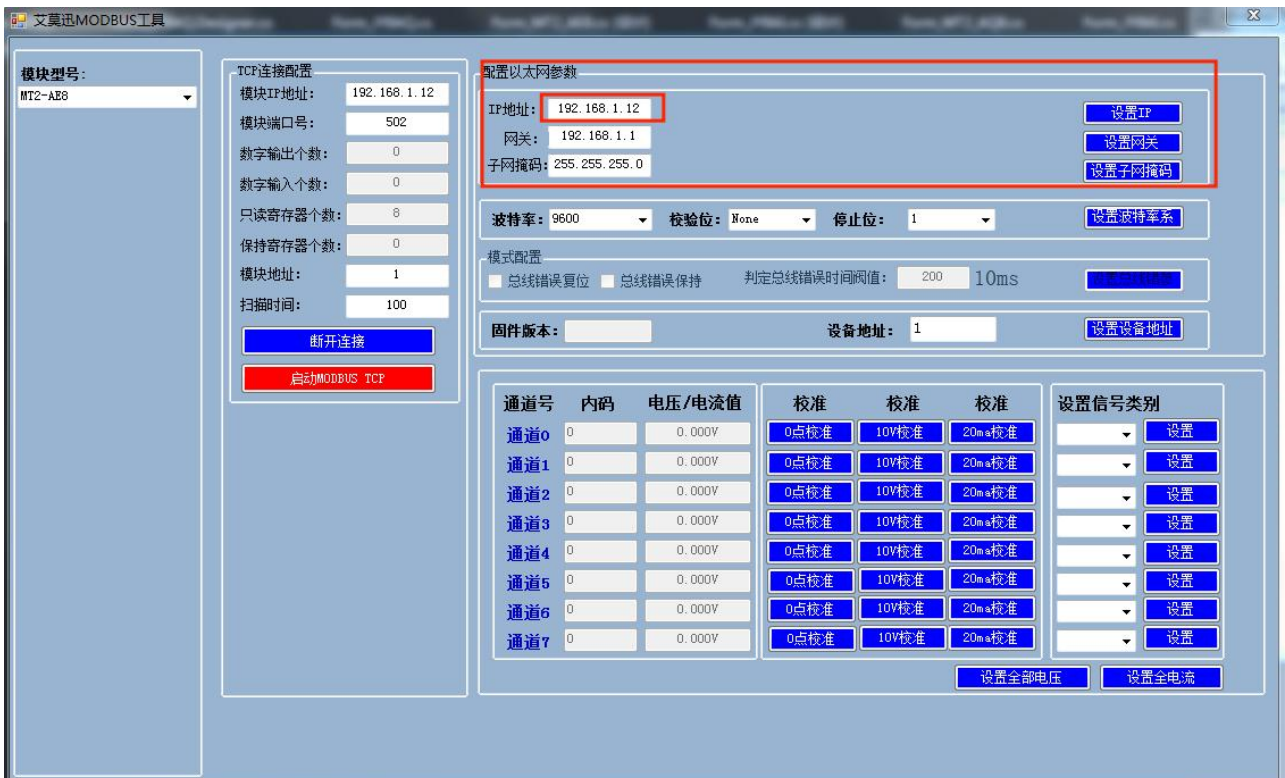 艾莫迅MODBUS工具
模块型号:
MT2-AE8
TCP连接配置
模块IP地址: 192.168.1.12
模块端口号: 502
数字输出个数: 0
数字输入个数: 0
只读寄存器个数: 8
保持寄存器个数: 0
模块地址: 1
扫描时间: 100
断开连接
启动MODBUS TCP
配置以太网参数
IP地址: 192.168.1.12 设置IP
网关: 192.168.1.1 设置网关
子网掩码: 255.255.255.0 设置子网掩码
波特率: 9600 校验位: None 停止位: 1 设置波特率系
模式配置
总线错误复位 总线错误保持 判定总线错误时间阀值: 200 10ms
固件版本: 设备地址: 1 设置设备地址
通道号 内码 电压/电流值 校准 校准 校准 设置信号类别
通道0 0 0.000V 0点校准 10V校准 20ma校准 设置
通道1 0 0.000V 0点校准 10V校准 20ma校准 设置
通道2 0 0.000V 0点校准 10V校准 20ma校准 设置
通道3 0 0.000V 0点校准 10V校准 20ma校准 设置
通道4 0 0.000V 0点校准 10V校准 20ma校准 设置
通道5 0 0.000V 0点校准 10V校准 20ma校准 设置
通道6 0 0.000V 0点校准 10V校准 20ma校准 设置
通道7 0 0.000V 0点校准 10V校准 20ma校准 设置
设置全部电压 设置全电流